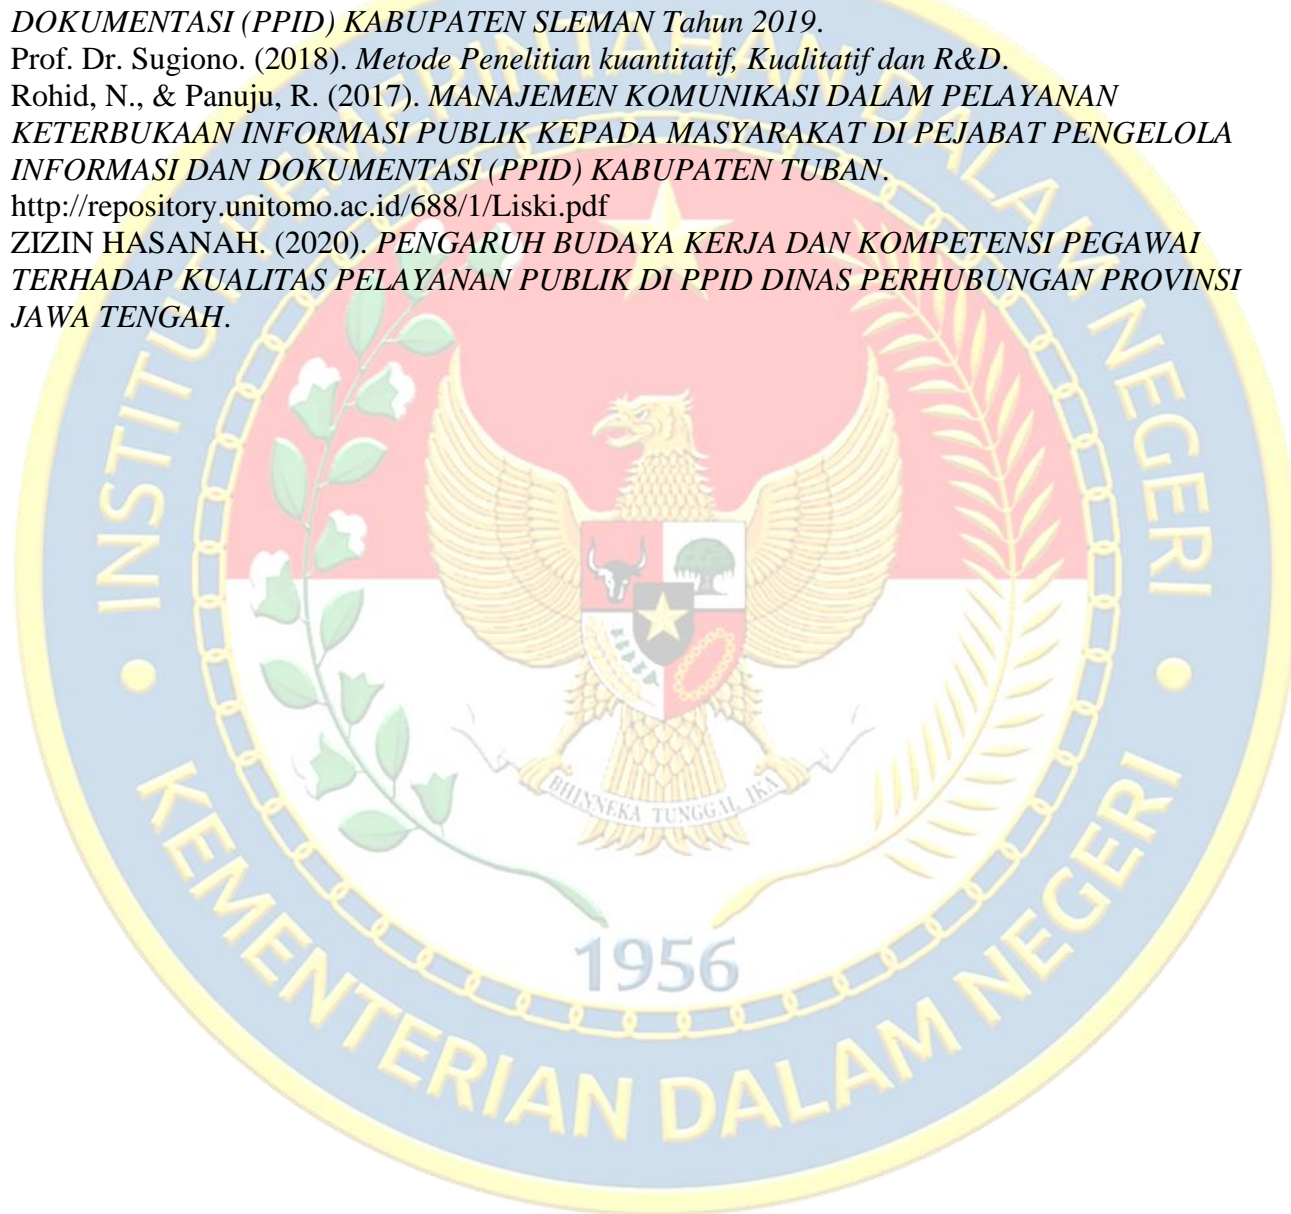 DOKUMENTASI (PPID) KABUPATEN SLEMAN Tahun 2019.
Prof. Dr. Sugiono. (2018). Metode Penelitian kuantitatif, Kualitatif dan R&D.
Rohid, N., & Panuju, R. (2017). MANAJEMEN KOMUNIKASI DALAM PELAYANAN
KETERBUKAAN INFORMASI PUBLIK KEPADA MASYARAKAT DI PEJABAT PENGELOLA
INFORMASI DAN DOKUMENTASI (PPID) KABUPATEN TUBAN.
http://repository.unitomo.ac.id/688/1/Liski.pdf
ZIZIN HASANAH. (2020). PENGARUH BUDAYA KERJA DAN KOMPETENSI PEGAWAI
TERHADAP KUALITAS PELAYANAN PUBLIK DI PPID DINAS PERHUBUNGAN PROVINSI
JAWA TENGAH.
INSTITUT PEMERINTAHAN DALAM NEGERI
BHINNEKA TUNGGAL IKA
1956
KEMENTERIAN DALAM NEGERI